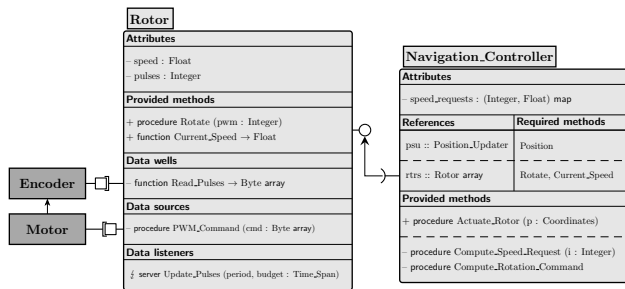 Rotor
Attributes
– speed : Float
– pulses : Integer
Provided methods
+ procedure Rotate (pwm : Integer)
+ function Current_Speed → Float
Data wells
– function Read_Pulses → Byte array
Data sources
– procedure PWM_Command (cmd : Byte array)
Data listeners
server Update_Pulses (period, budget : Time_Span)
Encoder
Motor
Navigation_Controller
Attributes
– speed_requests : (Integer, Float) map
References Required methods
psu :: Position_Updater Position
rtrs :: Rotor array Rotate, Current_Speed
Provided methods
+ procedure Actuate_Rotor (p : Coordinates)
– procedure Compute_Speed_Request (i : Integer)
– procedure Compute_Rotation_Command